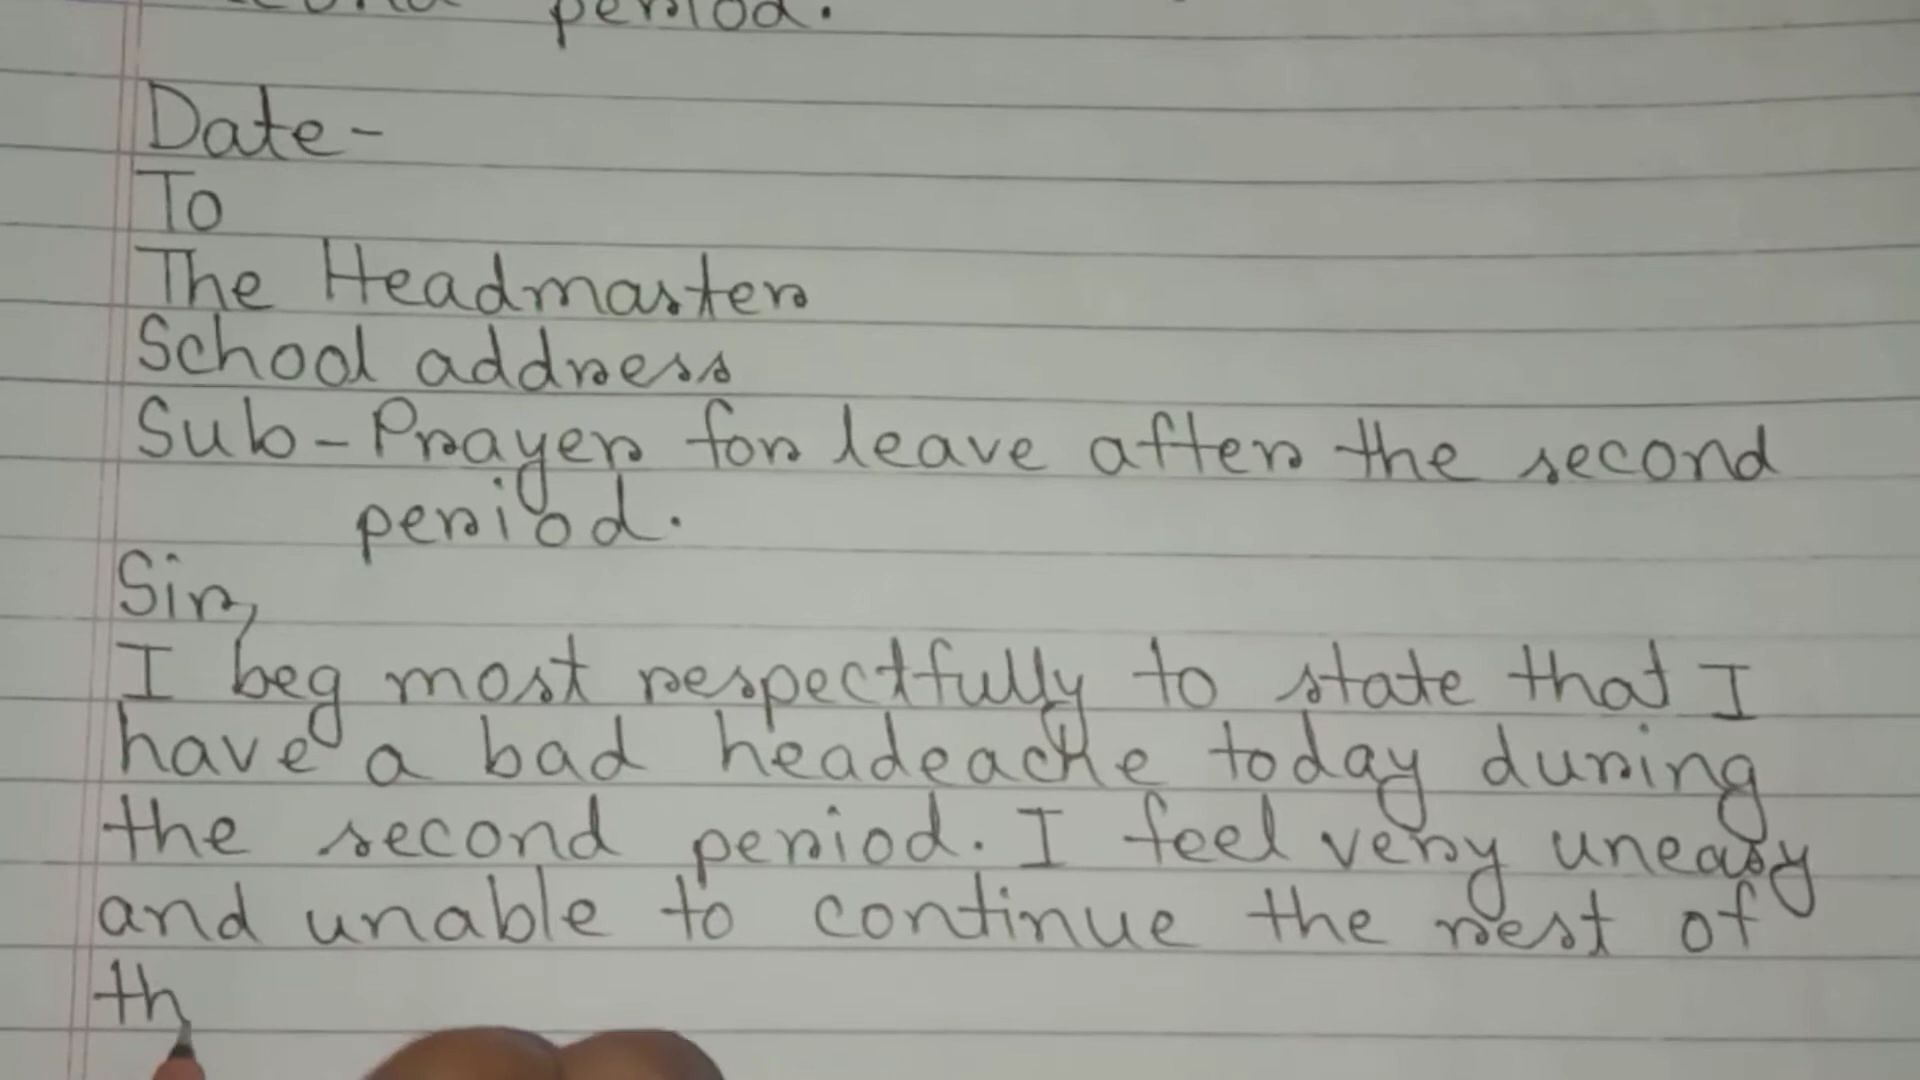 second period.
Date-
To
The Headmaster
School address
Sub-Prayer for leave after the second
period.
Sir,
I beg most respectfully to state that I
have a bad headeache today during
the second period. I feel very uneasy
and unable to continue the rest of
th